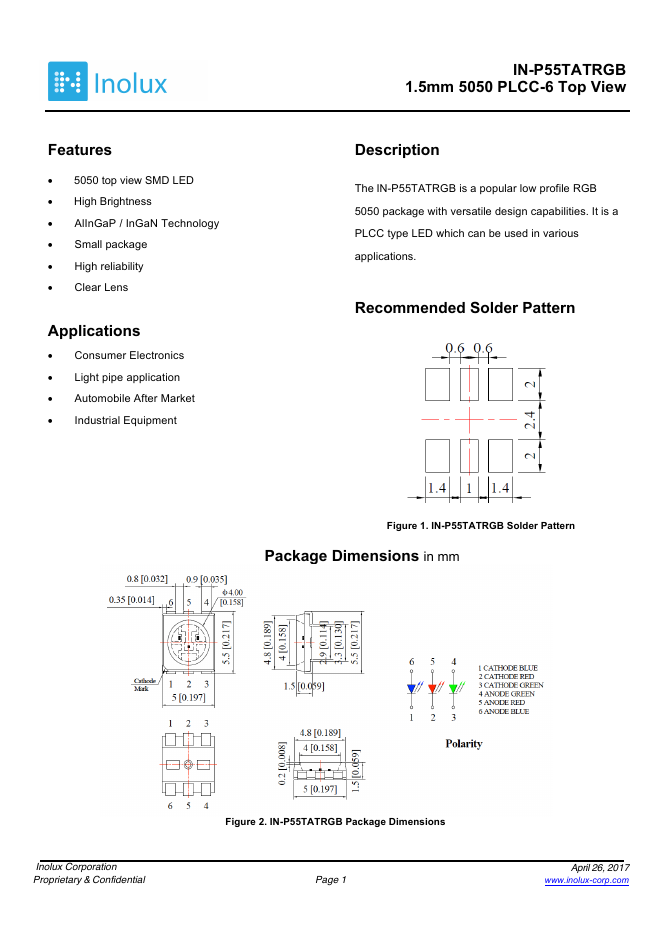 Inolux
IN-P55TATRGB
1.5mm 5050 PLCC-6 Top View
Features
• 5050 top view SMD LED
• High Brightness
• AlInGaP / InGaN Technology
• Small package
• High reliability
• Clear Lens
Applications
• Consumer Electronics
• Light pipe application
• Automobile After Market
• Industrial Equipment
Description
The IN-P55TATRGB is a popular low profile RGB
5050 package with versatile design capabilities. It is a
PLCC type LED which can be used in various
applications.
Recommended Solder Pattern
0.6 0.6
2
2.4
2
1.4 1 1.4
Figure 1. IN-P55TATRGB Solder Pattern
Package Dimensions in mm
0.8 [0.032] 0.9 [0.035]
0.35 [0.014] 6 5 4 ϕ4.00
[0.158]
5.5 [0.217]
Cathode
Mark
1 2 3
5 [0.197]
4.8 [0.189]
4 [0.158]
2.9 [0.114]
3.3 [0.130]
5.5 [0.217]
1.5 [0.059]
6 5 4
1 2 3
1 CATHODE BLUE
2 CATHODE RED
3 CATHODE GREEN
4 ANODE GREEN
5 ANODE RED
6 ANODE BLUE
Polarity
1 2 3
6 5 4
4.8 [0.189]
4 [0.158]
0.2 [0.008]
1.5 [0.059]
5 [0.197]
Figure 2. IN-P55TATRGB Package Dimensions
Inolux Corporation April 26, 2017
Proprietary & Confidential Page 1 www.inolux-corp.com